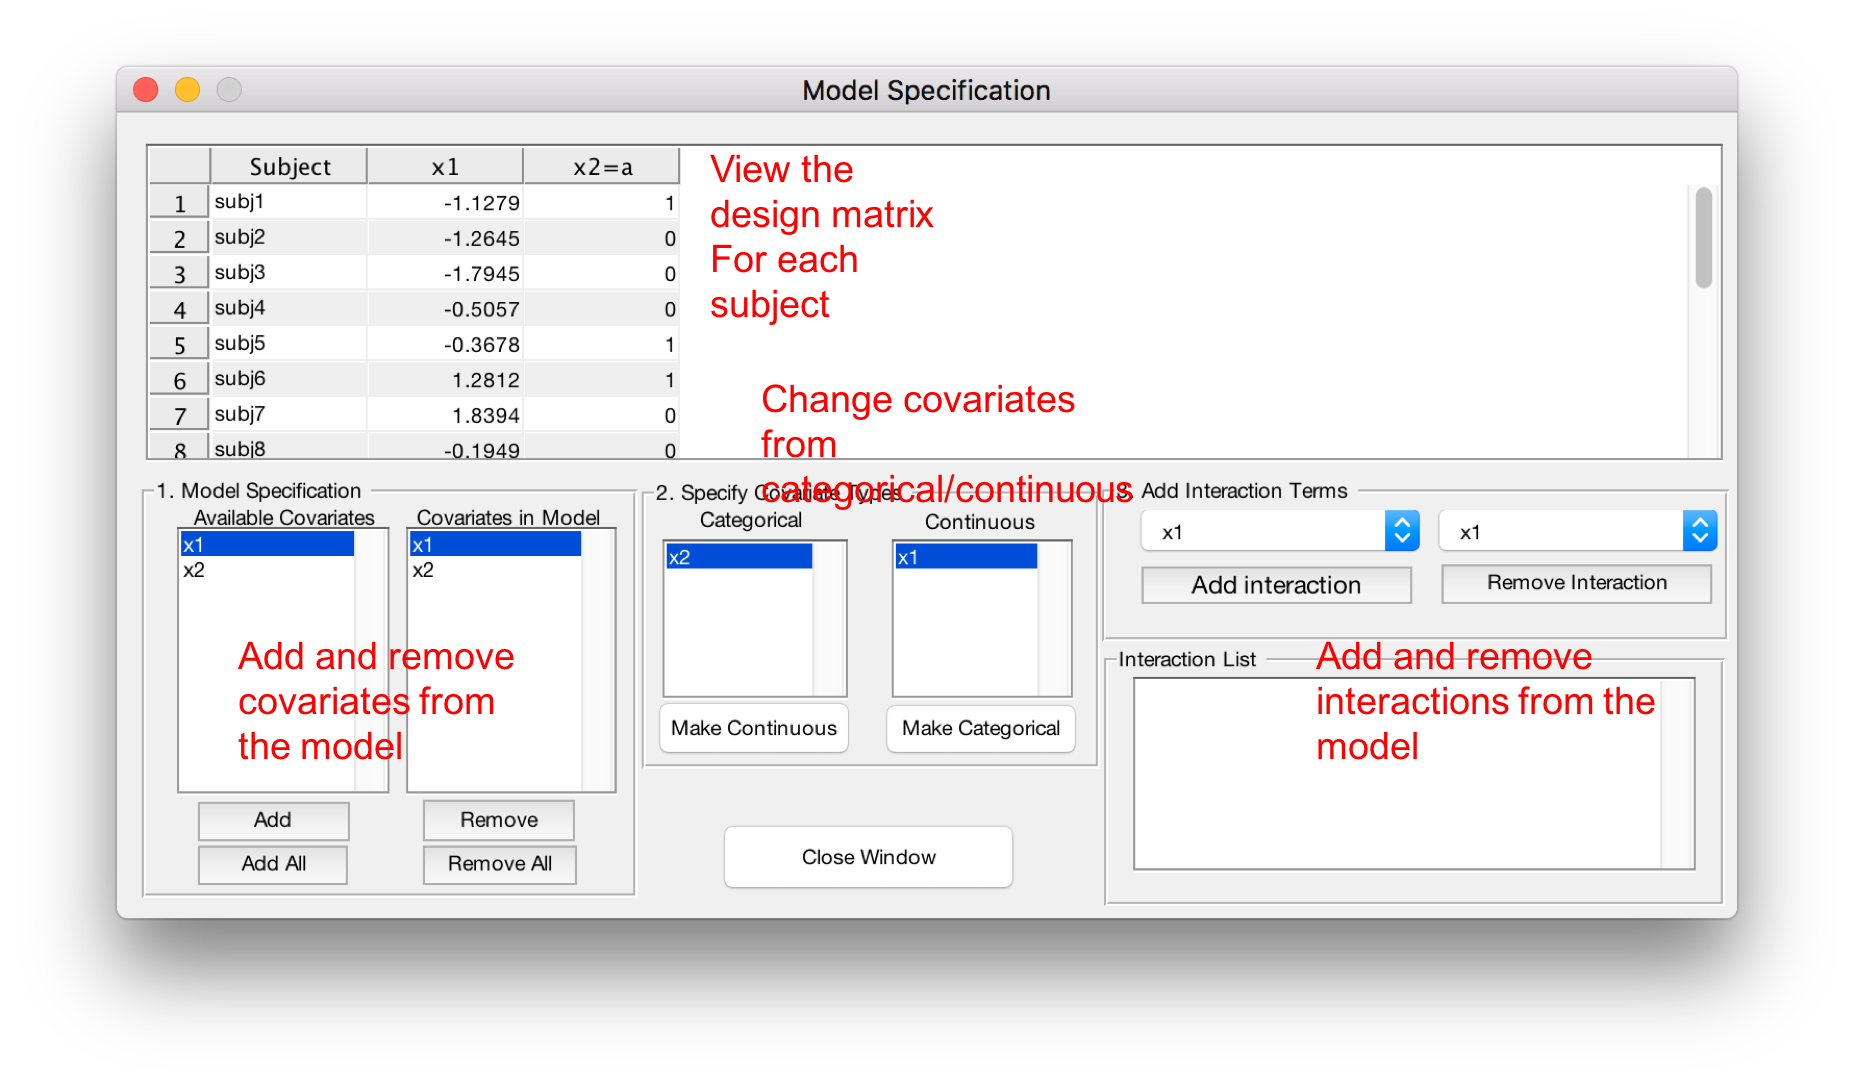 Model Specification
Subject x1 x2=a
1 subj1 -1.1279 1
2 subj2 -1.2645 0
3 subj3 -1.7945 0
4 subj4 -0.5057 0
5 subj5 -0.3678 1
6 subj6 1.2812 1
7 subj7 1.8394 0
8 subj8 -0.1949 0
View the
design matrix
For each
subject
Change covariates
from
categorical/continuous
1. Model Specification
Available Covariates
x1
x2
Covariates in Model
x1
x2
Add and remove
covariates from
the model
Add
Remove
Add All
Remove All
2. Specify Covariate Types
Categorical
x2
Continuous
x1
Make Continuous
Make Categorical
Close Window
3. Add Interaction Terms
x1
x1
Add interaction
Remove Interaction
Interaction List
Add and remove
interactions from the
model